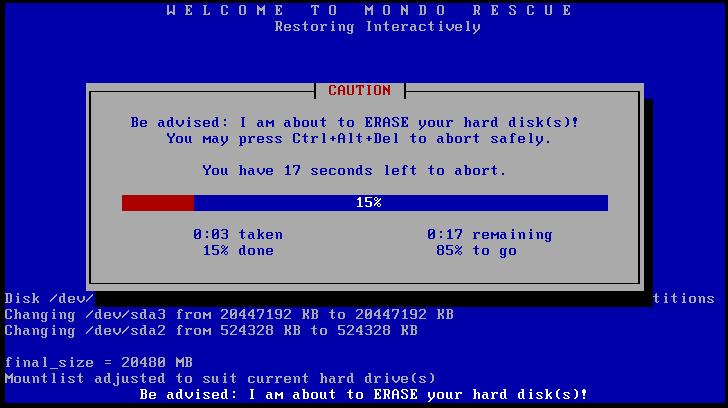 W E L C O M E   T O   M O N D O   R E S C U E
Restoring Interactively
CAUTION
Be advised: I am about to ERASE your hard disk(s)!
You may press Ctrl+Alt+Del to abort safely.
You have 17 seconds left to abort.
15%
0:03 taken 0:17 remaining
15% done 85% to go
Disk /dev/ titions
Changing /dev/sda3 from 20447192 KB to 20447192 KB
Changing /dev/sda2 from 524328 KB to 524328 KB
final_size = 20480 MB
Mountlist adjusted to suit current hard drive(s)
Be advised: I am about to ERASE your hard disk(s)!